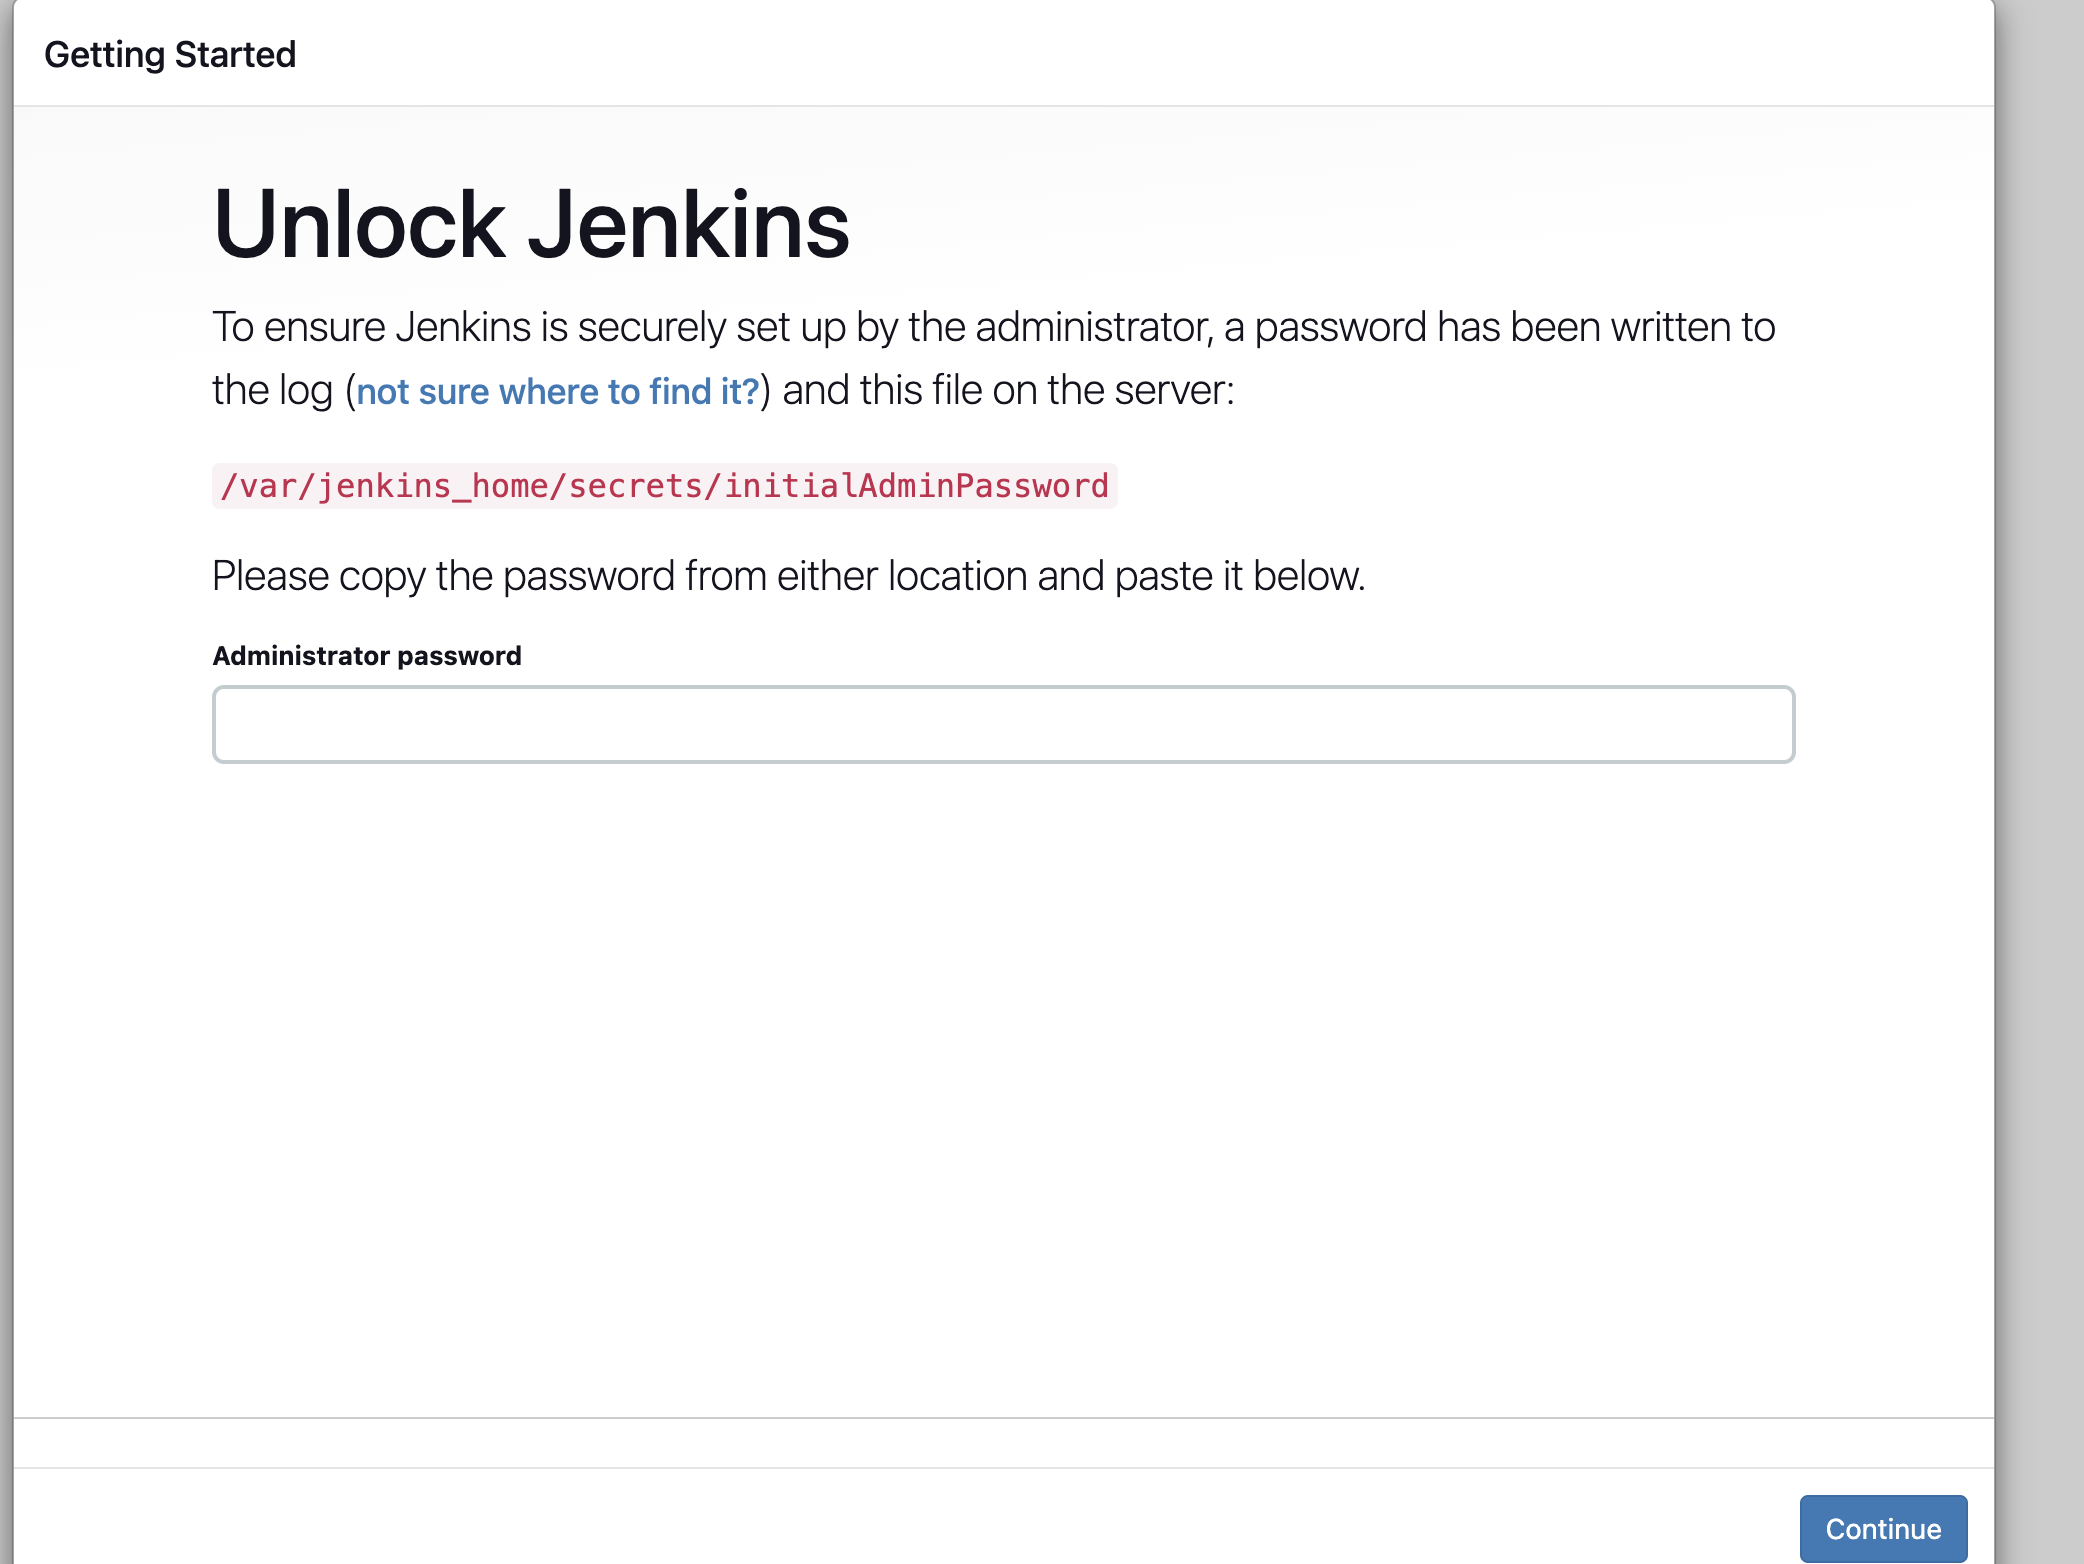 Getting Started
Unlock Jenkins
To ensure Jenkins is securely set up by the administrator, a password has been written to
the log (not sure where to find it?) and this file on the server:
/var/jenkins_home/secrets/initialAdminPassword
Please copy the password from either location and paste it below.
Administrator password
Continue